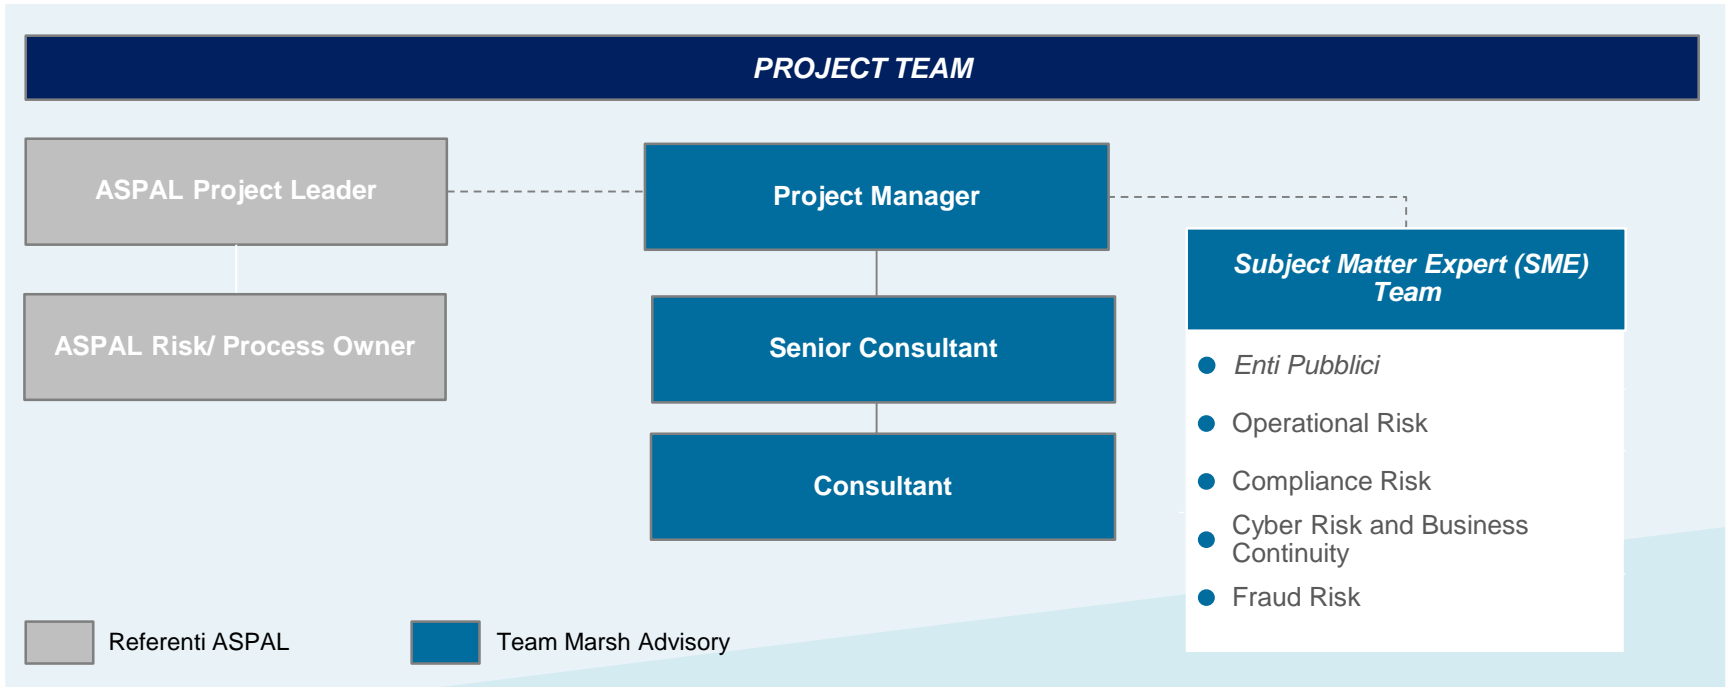 PROJECT TEAM
ASPAL Project Leader
ASPAL Risk/ Process Owner
Project Manager
Senior Consultant
Consultant
Subject Matter Expert (SME)
Team
Enti Pubblici
Operational Risk
Compliance Risk
Cyber Risk and Business
Continuity
Fraud Risk
Referenti ASPAL
Team Marsh Advisory